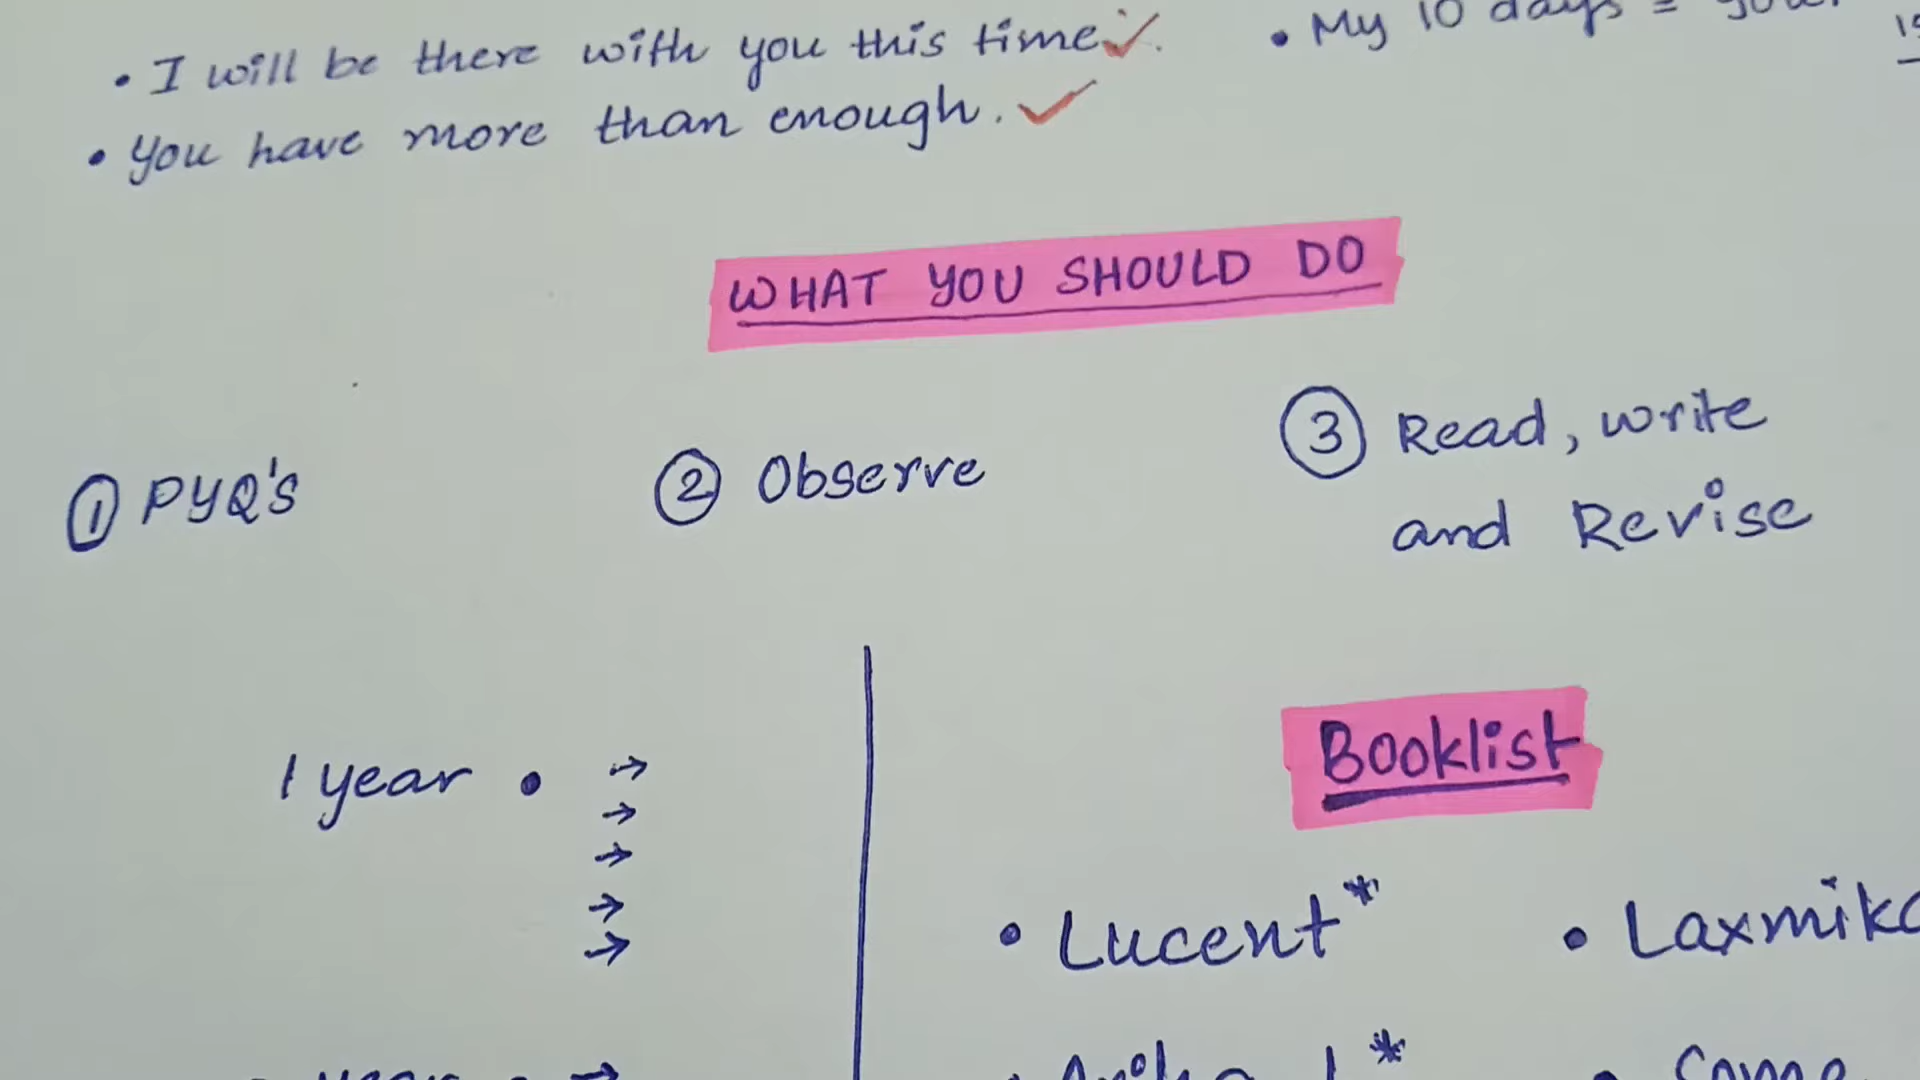 • I will be there with you this time ✓.
• My 10 days =
• You have more than enough. ✓
WHAT YOU SHOULD DO
① PYQ's
② Observe
③ Read, write
and Revise
1 year • →
→
→
→
→
Booklist
• Lucent*
• Laxmika